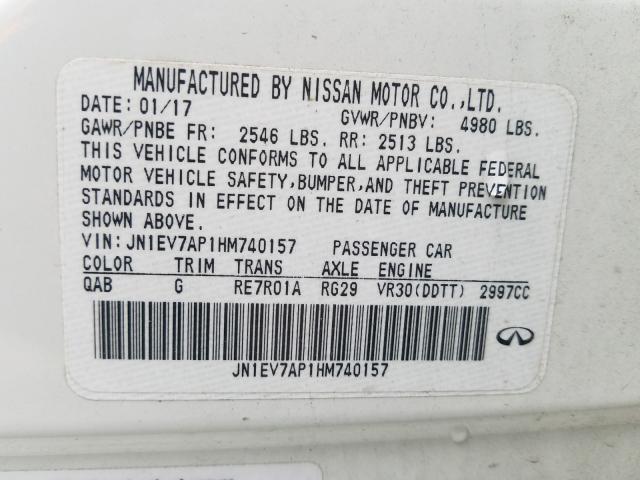 MANUFACTURED BY NISSAN MOTOR CO.,LTD.
DATE: 01/17 GVWR/PNBV: 4980 LBS.
GAWR/PNBE FR: 2546 LBS. RR: 2513 LBS.
THIS VEHICLE CONFORMS TO ALL APPLICABLE FEDERAL
MOTOR VEHICLE SAFETY,BUMPER,AND THEFT PREVENTION
STANDARDS IN EFFECT ON THE DATE OF MANUFACTURE
SHOWN ABOVE.
VIN: JN1EV7AP1HM740157 PASSENGER CAR
COLOR TRIM TRANS AXLE ENGINE
QAB G RE7R01A RG29 VR30(DDTT) 2997CC
JN1EV7AP1HM740157